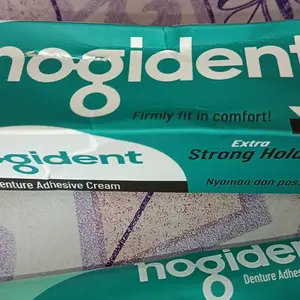 nogident
Firmly fit in comfort!
nogident
Extra
Strong Hold
Denture Adhesive Cream
Nyaman dan pas
nogident
Denture Adhes